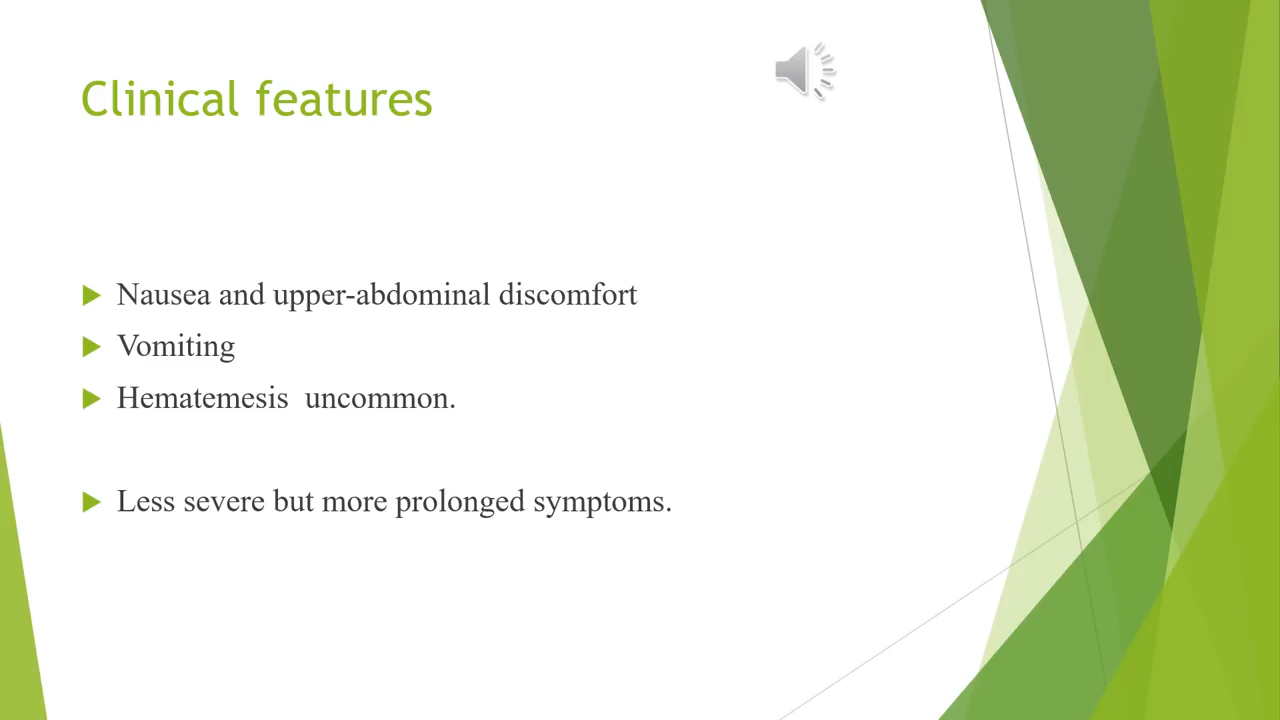 Clinical features
Nausea and upper-abdominal discomfort
Vomiting
Hematemesis  uncommon.
Less severe but more prolonged symptoms.